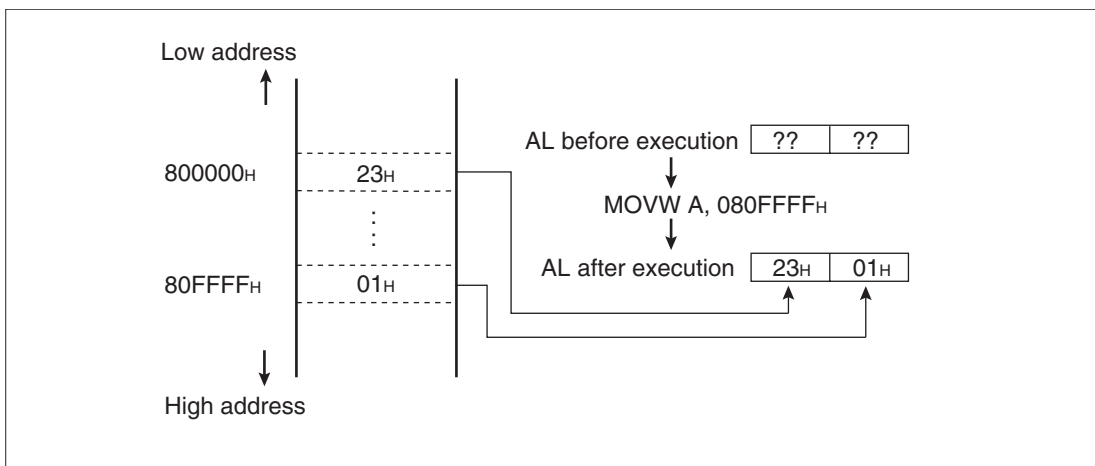 Low address
AL before execution ?? ??
800000H 23H
MOVW A, 080FFFFH
AL after execution 23H 01H
80FFFFH 01H
High address